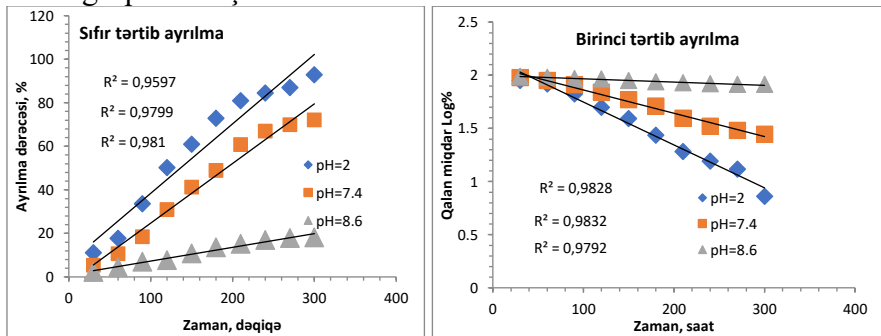 Sıfır tərtib ayrılma
Ayrılma dərəcəsi, %
120
100
80
60
40
20
0
R² = 0,9597
R² = 0,9799
R² = 0,981
pH=2
pH=7.4
pH=8.6
0 100 200 300 400
Zaman, dəqiqə
Birinci tərtib ayrılma
Qalan miqdar Log%
2.5
2
1.5
1
0.5
0
R² = 0,9828
R² = 0,9832
R² = 0,9792
pH=2
pH=7.4
pH=8.6
0 100 200 300 400
Zaman, saat